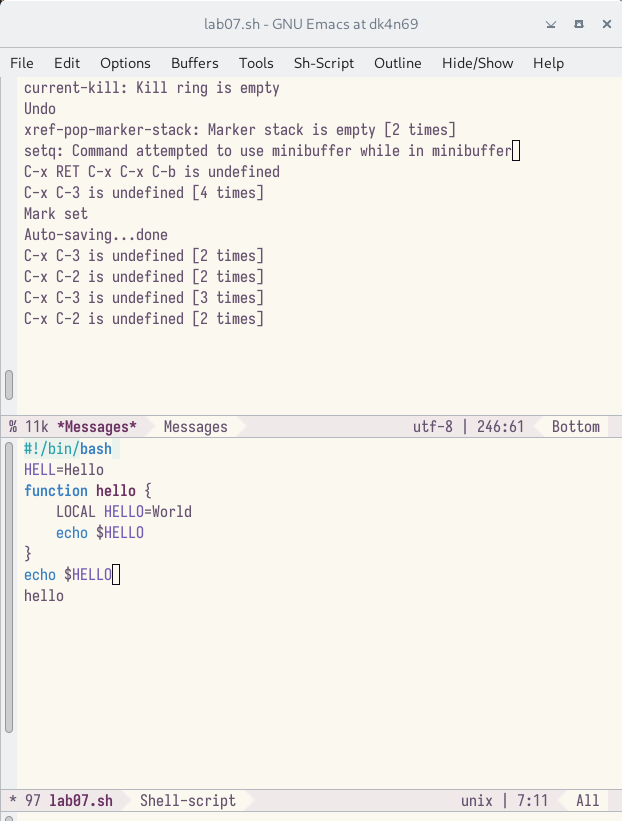 lab07.sh - GNU Emacs at dk4n69
File Edit Options Buffers Tools Sh-Script Outline Hide/Show Help
current-kill: Kill ring is empty
Undo
xref-pop-marker-stack: Marker stack is empty [2 times]
setq: Command attempted to use minibuffer while in minibuffer
C-x RET C-x C-x C-b is undefined
C-x C-3 is undefined [4 times]
Mark set
Auto-saving...done
C-x C-3 is undefined [2 times]
C-x C-2 is undefined [2 times]
C-x C-3 is undefined [3 times]
C-x C-2 is undefined [2 times]
% 11k *Messages* Messages utf-8 | 246:61 Bottom
#!/bin/bash
HELL=Hello
function hello {
    LOCAL HELLO=World
    echo $HELLO
}
echo $HELLO
hello
* 97 lab07.sh Shell-script unix | 7:11 All